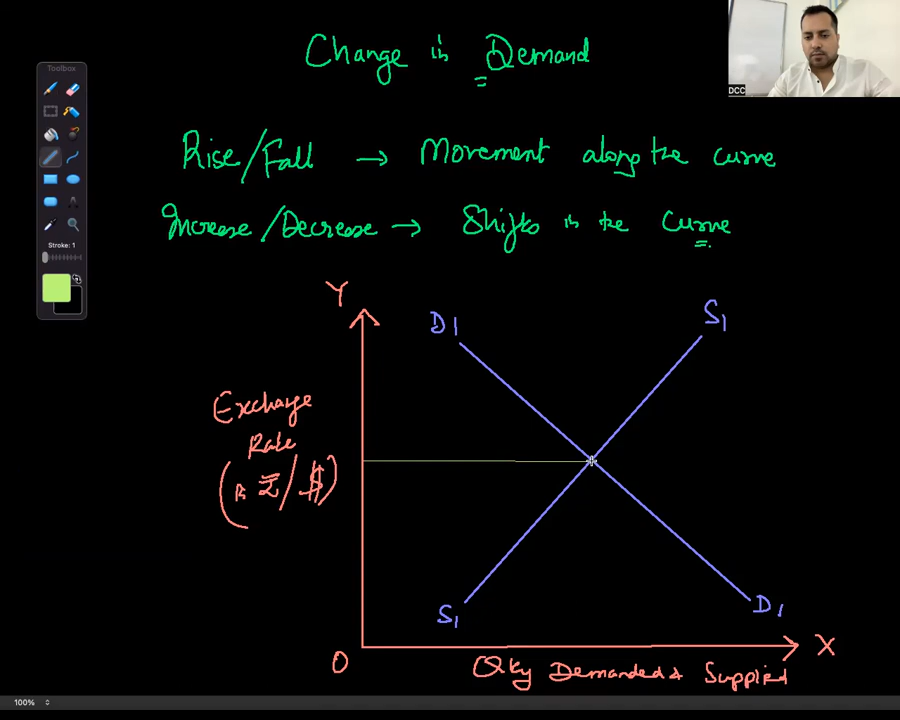 Change in Demand
DCC
Toolbox
Rise/Fall → Movement along the curve
Increase/Decrease → Shifts in the curve
Stroke: 1
Y
D1
S1
Exchange
Rate
O
S1
D1
X
Qty Demanded & Supplied
100%